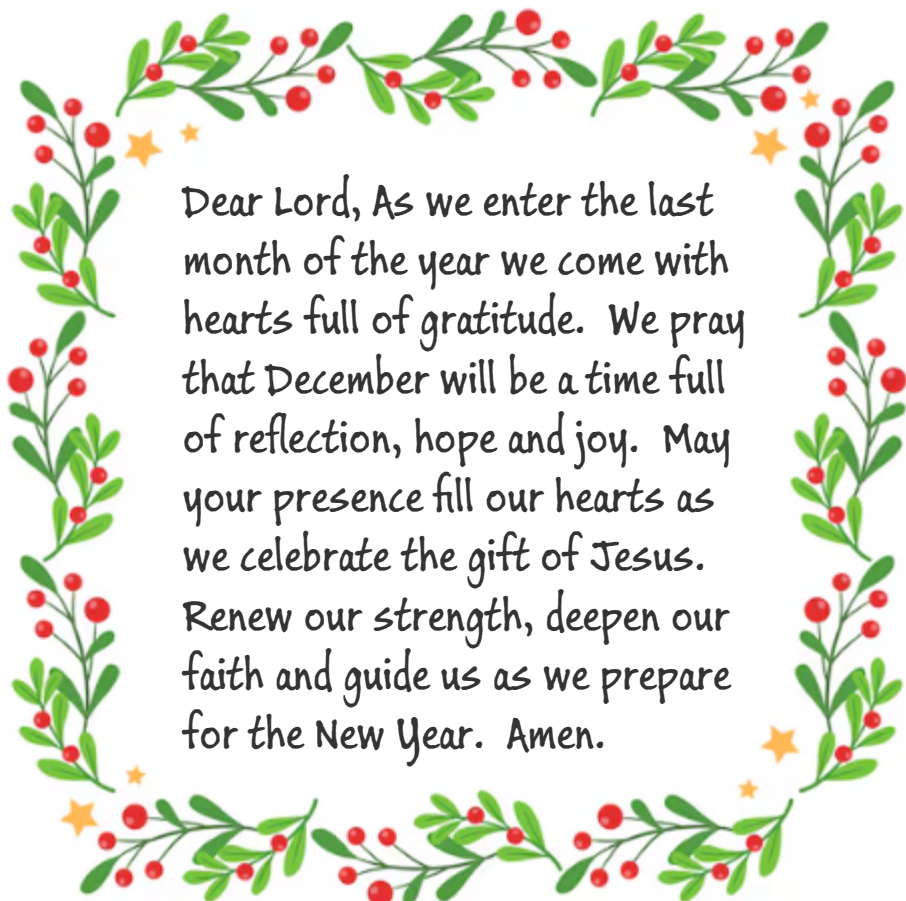 Dear Lord, As we enter the last
month of the year we come with
hearts full of gratitude. We pray
that December will be a time full
of reflection, hope and joy. May
your presence fill our hearts as
we celebrate the gift of Jesus.
Renew our strength, deepen our
faith and guide us as we prepare
for the New Year. Amen.